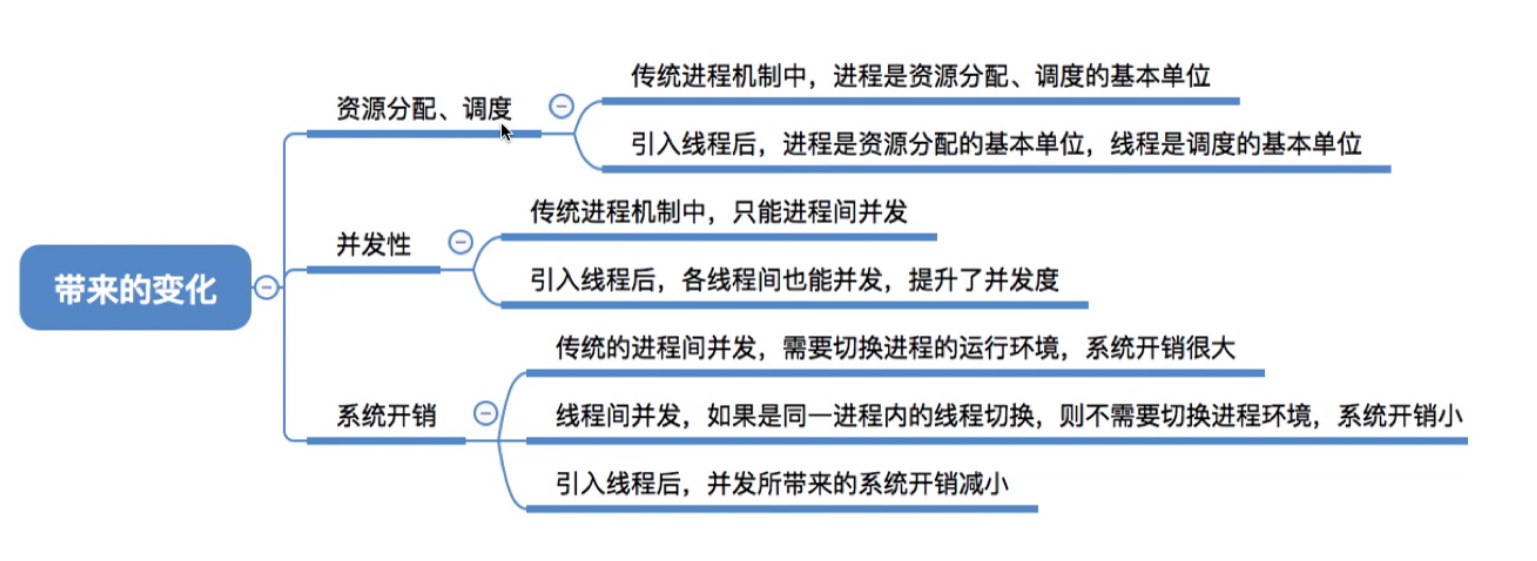 带来的变化
资源分配、调度
传统进程机制中，进程是资源分配、调度的基本单位
引入线程后，进程是资源分配的基本单位，线程是调度的基本单位
并发性
传统进程机制中，只能进程间并发
引入线程后，各线程间也能并发，提升了并发度
系统开销
传统的进程间并发，需要切换进程的运行环境，系统开销很大
线程间并发，如果是同一进程内的线程切换，则不需要切换进程环境，系统开销小
引入线程后，并发所带来的系统开销减小